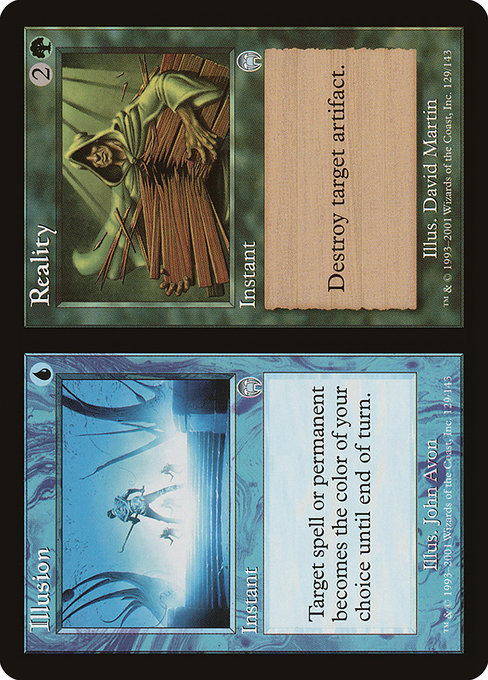 Illusion
Instant
Target spell or permanent
becomes the color of your
choice until end of turn.
Illus. John Avon
™ & © 1993-2001 Wizards of the Coast, Inc. 129/143
Reality
2
Instant
Destroy target artifact.
Illus. David Martin
™ & © 1993-2001 Wizards of the Coast, Inc. 129/143